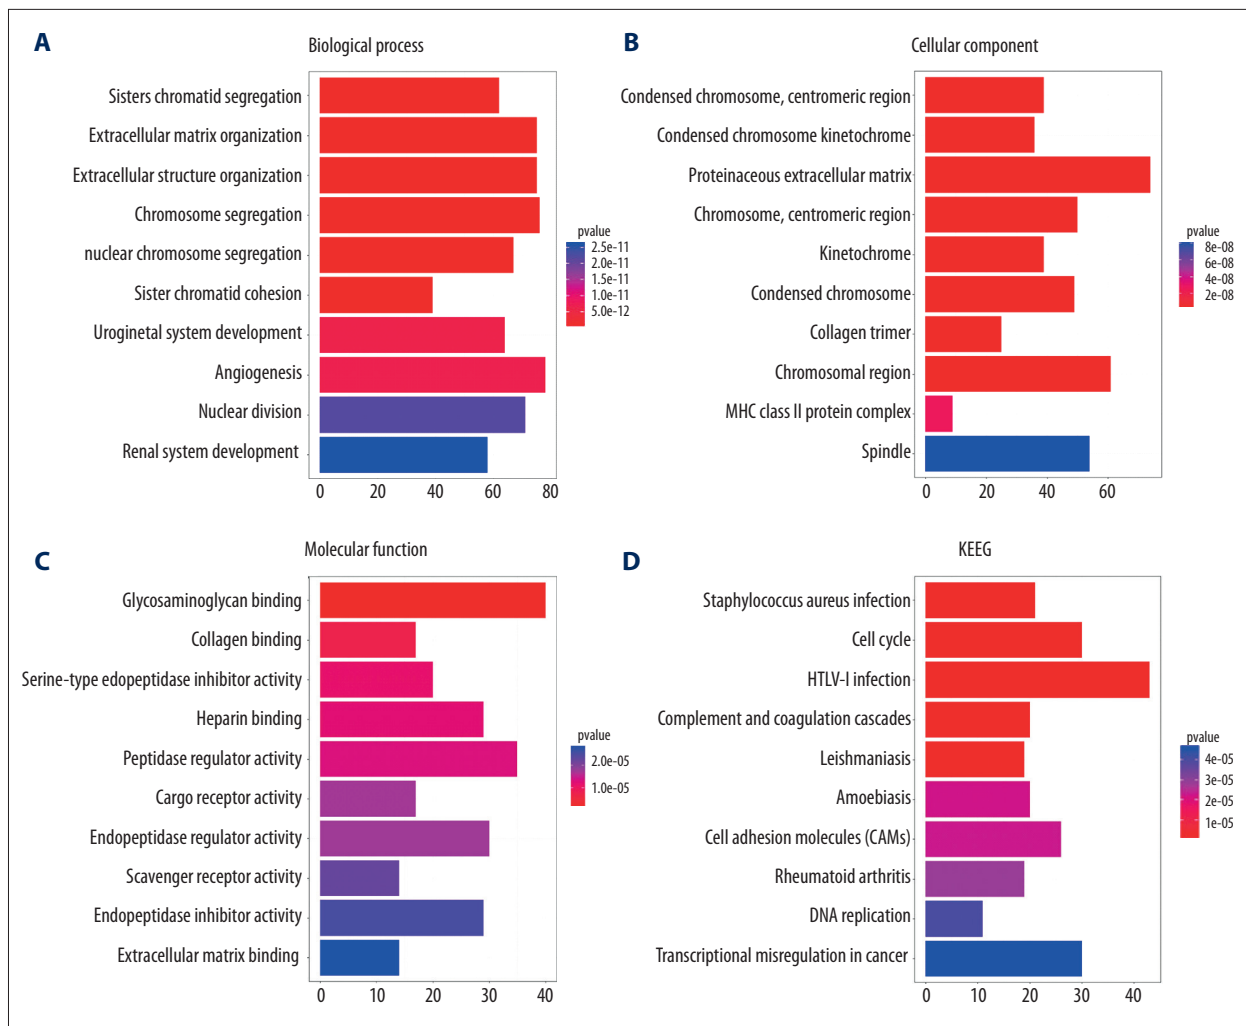 A
Biological process
Sisters chromatid segregation
Extracellular matrix organization
Extracellular structure organization
Chromosome segregation
nuclear chromosome segregation
Sister chromatid cohesion
Uroginetal system development
Angiogenesis
Nuclear division
Renal system development
0 20 40 60 80
pvalue
2.5e-11
2.0e-11
1.5e-11
1.0e-11
5.0e-12
B
Cellular component
Condensed chromosome, centromeric region
Condensed chromosome kinetochrome
Proteinaceous extracellular matrix
Chromosome, centromeric region
Kinetochrome
Condensed chromosome
Collagen trimer
Chromosomal region
MHC class II protein complex
Spindle
0 20 40 60
pvalue
8e-08
6e-08
4e-08
2e-08
C
Molecular function
Glycosaminoglycan binding
Collagen binding
Serine-type edopeptidase inhibitor activity
Heparin binding
Peptidase regulator activity
Cargo receptor activity
Endopeptidase regulator activity
Scavenger receptor activity
Endopeptidase inhibitor activity
Extracellular matrix binding
0 10 20 30 40
pvalue
2.0e-05
1.0e-05
D
KEEG
Staphylococcus aureus infection
Cell cycle
HTLV-I infection
Complement and coagulation cascades
Leishmaniasis
Amoebiasis
Cell adhesion molecules (CAMs)
Rheumatoid arthritis
DNA replication
Transcriptional misregulation in cancer
0 10 20 30 40
pvalue
4e-05
3e-05
2e-05
1e-05